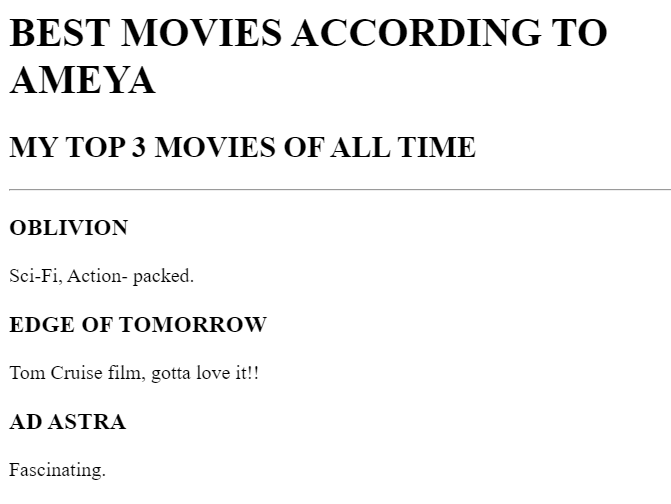 BEST MOVIES ACCORDING TO
AMEYA
MY TOP 3 MOVIES OF ALL TIME
OBLIVION
Sci-Fi, Action- packed.
EDGE OF TOMORROW
Tom Cruise film, gotta love it!!
AD ASTRA
Fascinating.